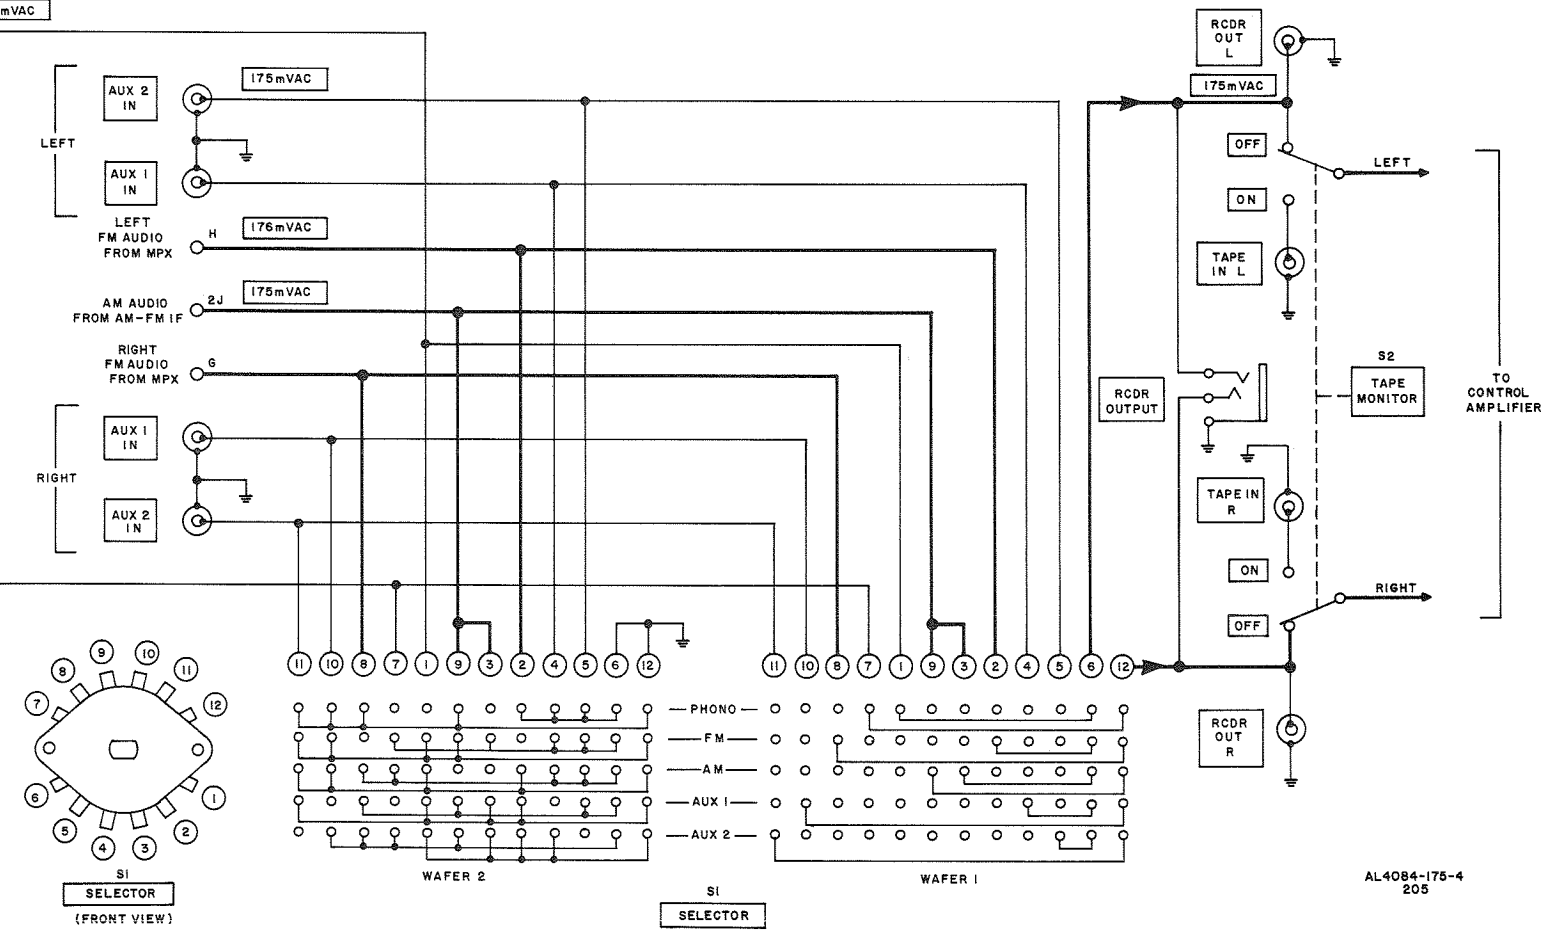 mVAC
RCDR
OUT
L
175mVAC
AUX 2
IN
LEFT
AUX 1
IN
175mVAC
OFF
LEFT
ON
LEFT
FM AUDIO
FROM MPX
H
176mVAC
TAPE
IN L
AM AUDIO
FROM AM-FM IF
2J
175mVAC
RIGHT
FM AUDIO
FROM MPX
G
RCDR
OUTPUT
S2
TAPE
MONITOR
TO
CONTROL
AMPLIFIER
AUX 1
IN
RIGHT
AUX 2
IN
TAPE IN
R
ON
RIGHT
OFF
11 10 8 7 1 9 3 2 4 5 6 12
11 10 8 7 1 9 3 2 4 5 6 12
9 10
8 11
7 12
6 1
5 2
4 3
S1
SELECTOR
(FRONT VIEW)
PHONO
FM
AM
AUX 1
AUX 2
WAFER 2
WAFER 1
S1
SELECTOR
RCDR
OUT
R
AL4084-175-4
205